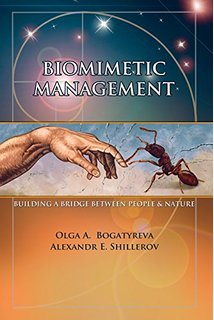 BIOMIMETIC
MANAGEMENT
BUILDING A BRIDGE BETWEEN PEOPLE & NATURE
OLGA A. BOGATYREVA
ALEXANDR E. SHILLEROV